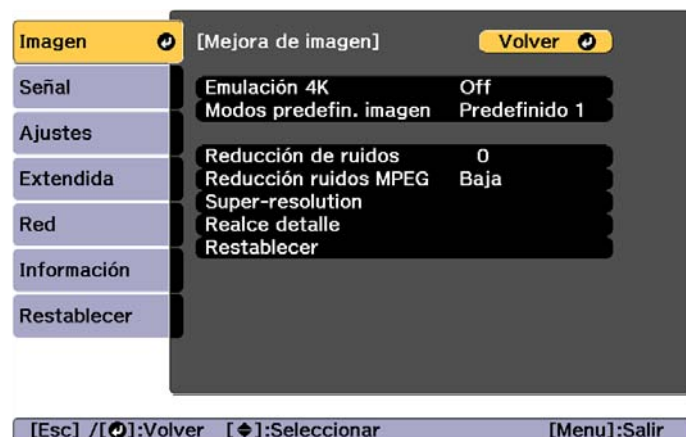 Imagen
Señal
Ajustes
Extendida
Red
Información
Restablecer
[Mejora de imagen] Volver
Emulación 4K Off
Modos predefin. imagen Predefinido 1
Reducción de ruidos 0
Reducción ruidos MPEG Baja
Super-resolution
Realce detalle
Restablecer
[Esc] /[ ]:Volver [ ]:Seleccionar [Menu]:Salir